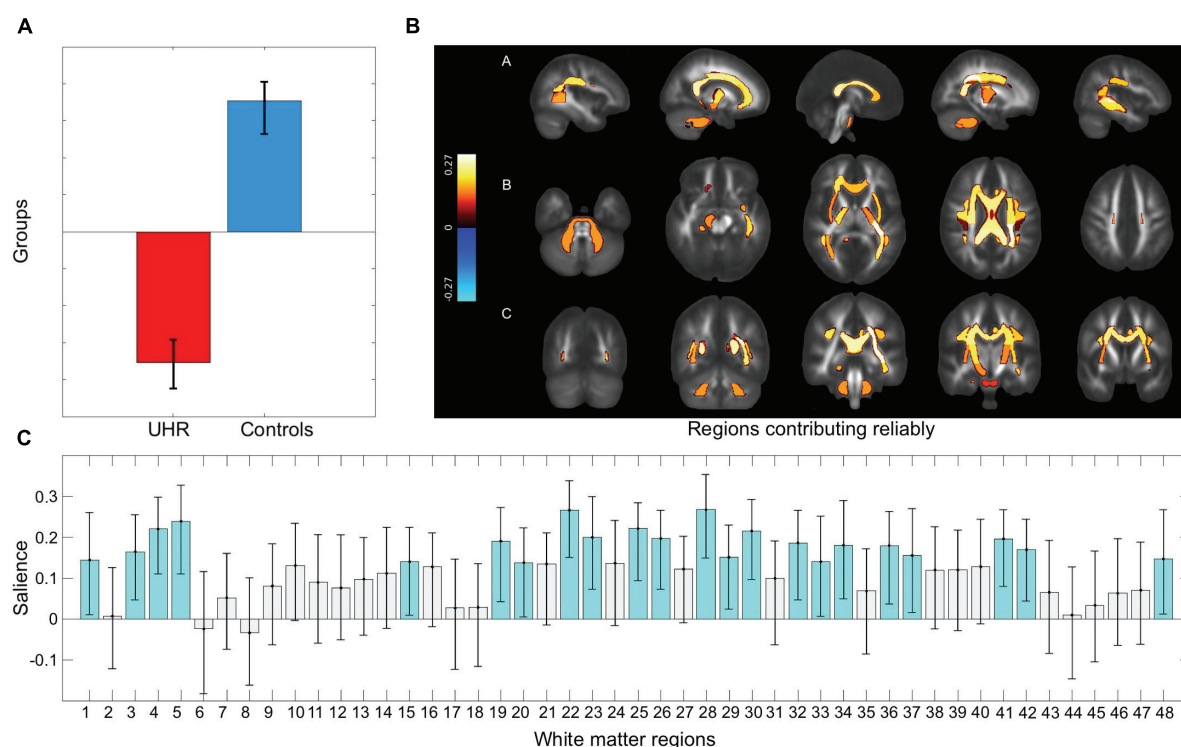 A
B
Groups
UHR Controls
A
B
C
0.27
0
-0.27
Regions contributing reliably
C
Salience
0.3
0.2
0.1
0
-0.1
1 2 3 4 5 6 7 8 9 10 11 12 13 14 15 16 17 18 19 20 21 22 23 24 25 26 27 28 29 30 31 32 33 34 35 36 37 38 39 40 41 42 43 44 45 46 47 48
White matter regions